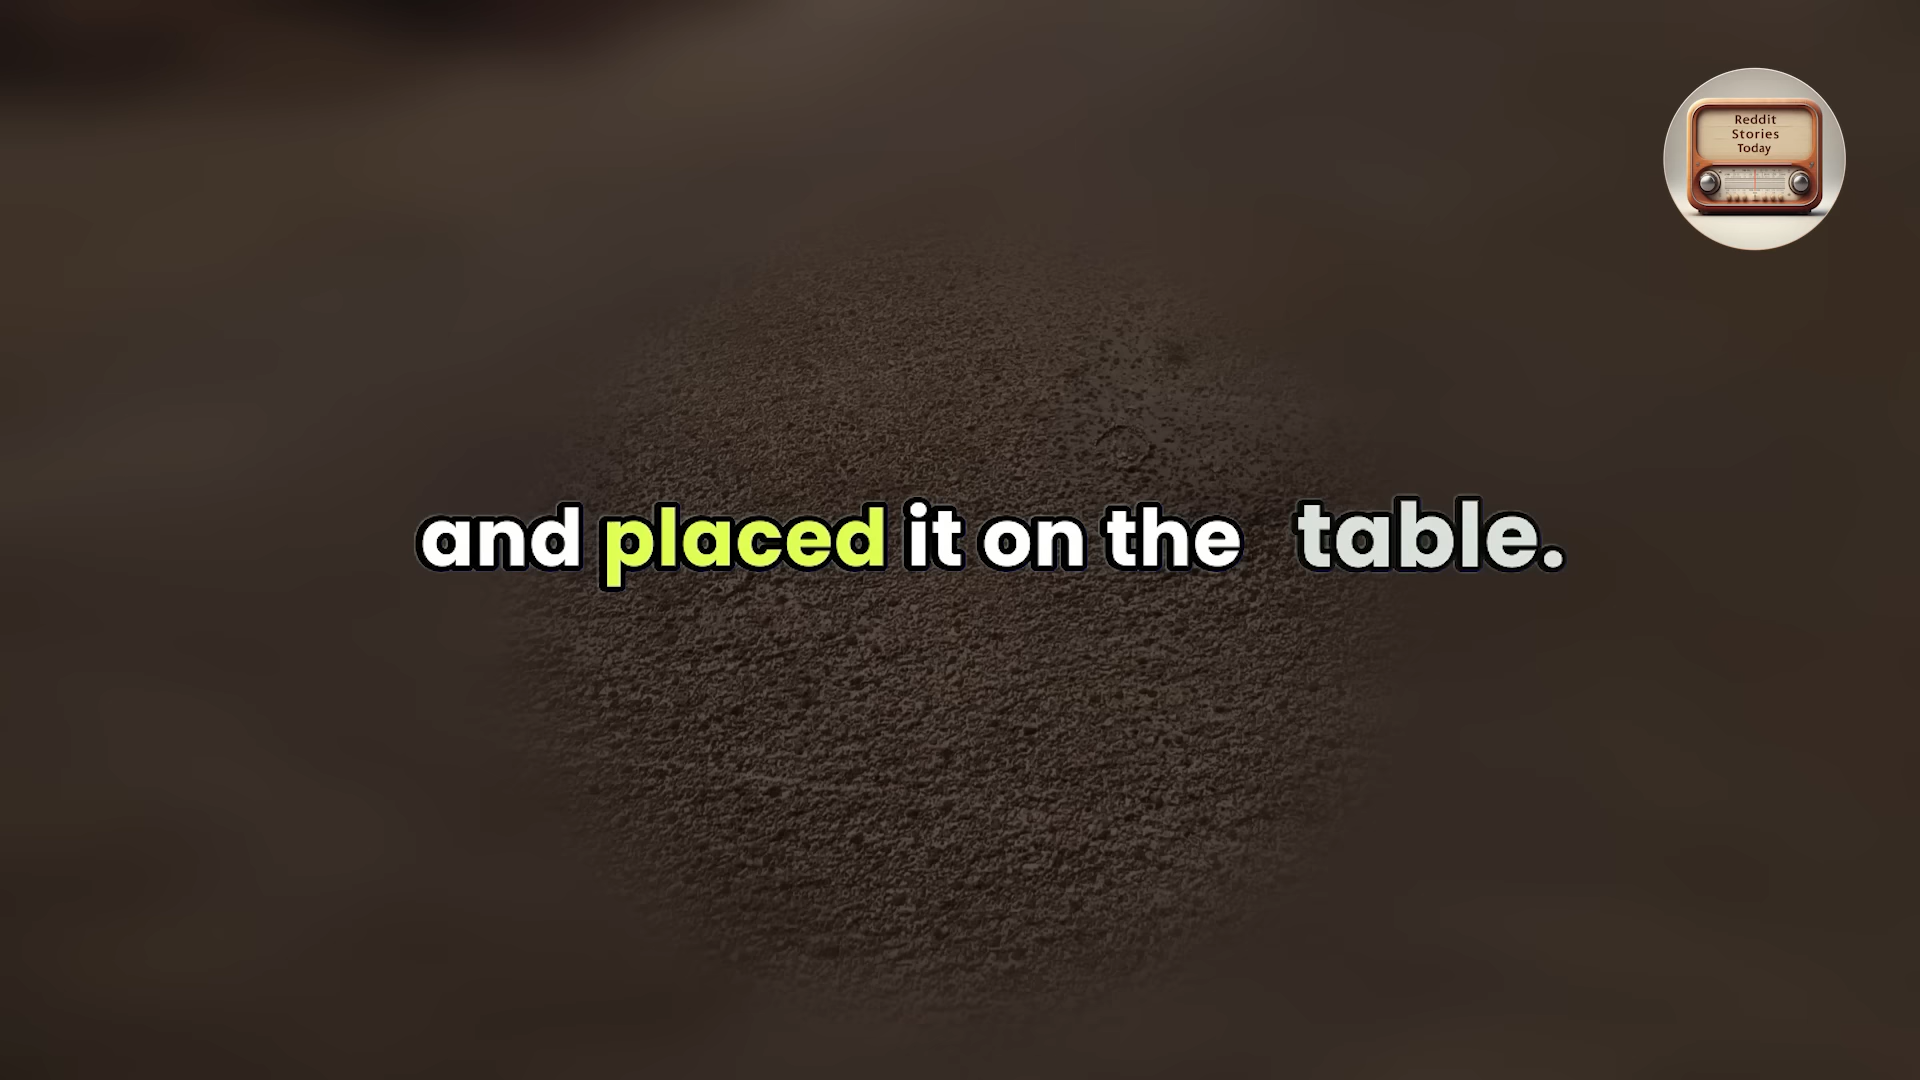 Reddit
Stories
Today
and placed it on the table.